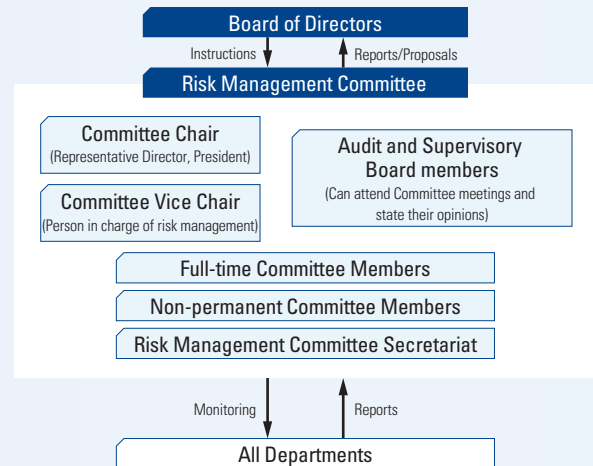 Board of Directors
Instructions
Reports/Proposals
Risk Management Committee
Committee Chair
(Representative Director, President)
Audit and Supervisory
Board members
(Can attend Committee meetings and
state their opinions)
Committee Vice Chair
(Person in charge of risk management)
Full-time Committee Members
Non-permanent Committee Members
Risk Management Committee Secretariat
Monitoring
Reports
All Departments